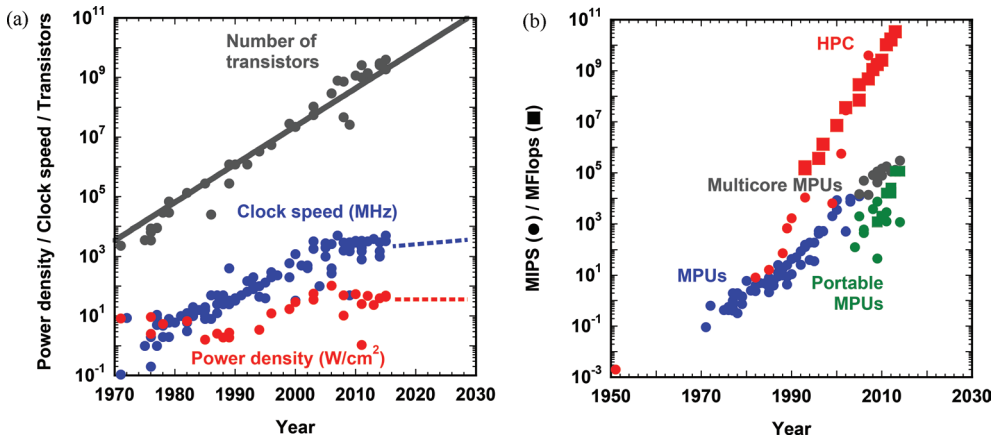 (a)
Power density / Clock speed / Transistors
10^11
10^9
10^7
10^5
10^3
10^1
10^-1
Number of
transistors
Clock speed (MHz)
Power density (W/cm^2)
1970 1980 1990 2000 2010 2020 2030
Year
(b)
MIPS (●) / MFlops (■)
10^11
10^9
10^7
10^5
10^3
10^1
10^-1
10^-3
HPC
Multicore MPUs
MPUs
Portable
MPUs
1950 1970 1990 2010 2030
Year